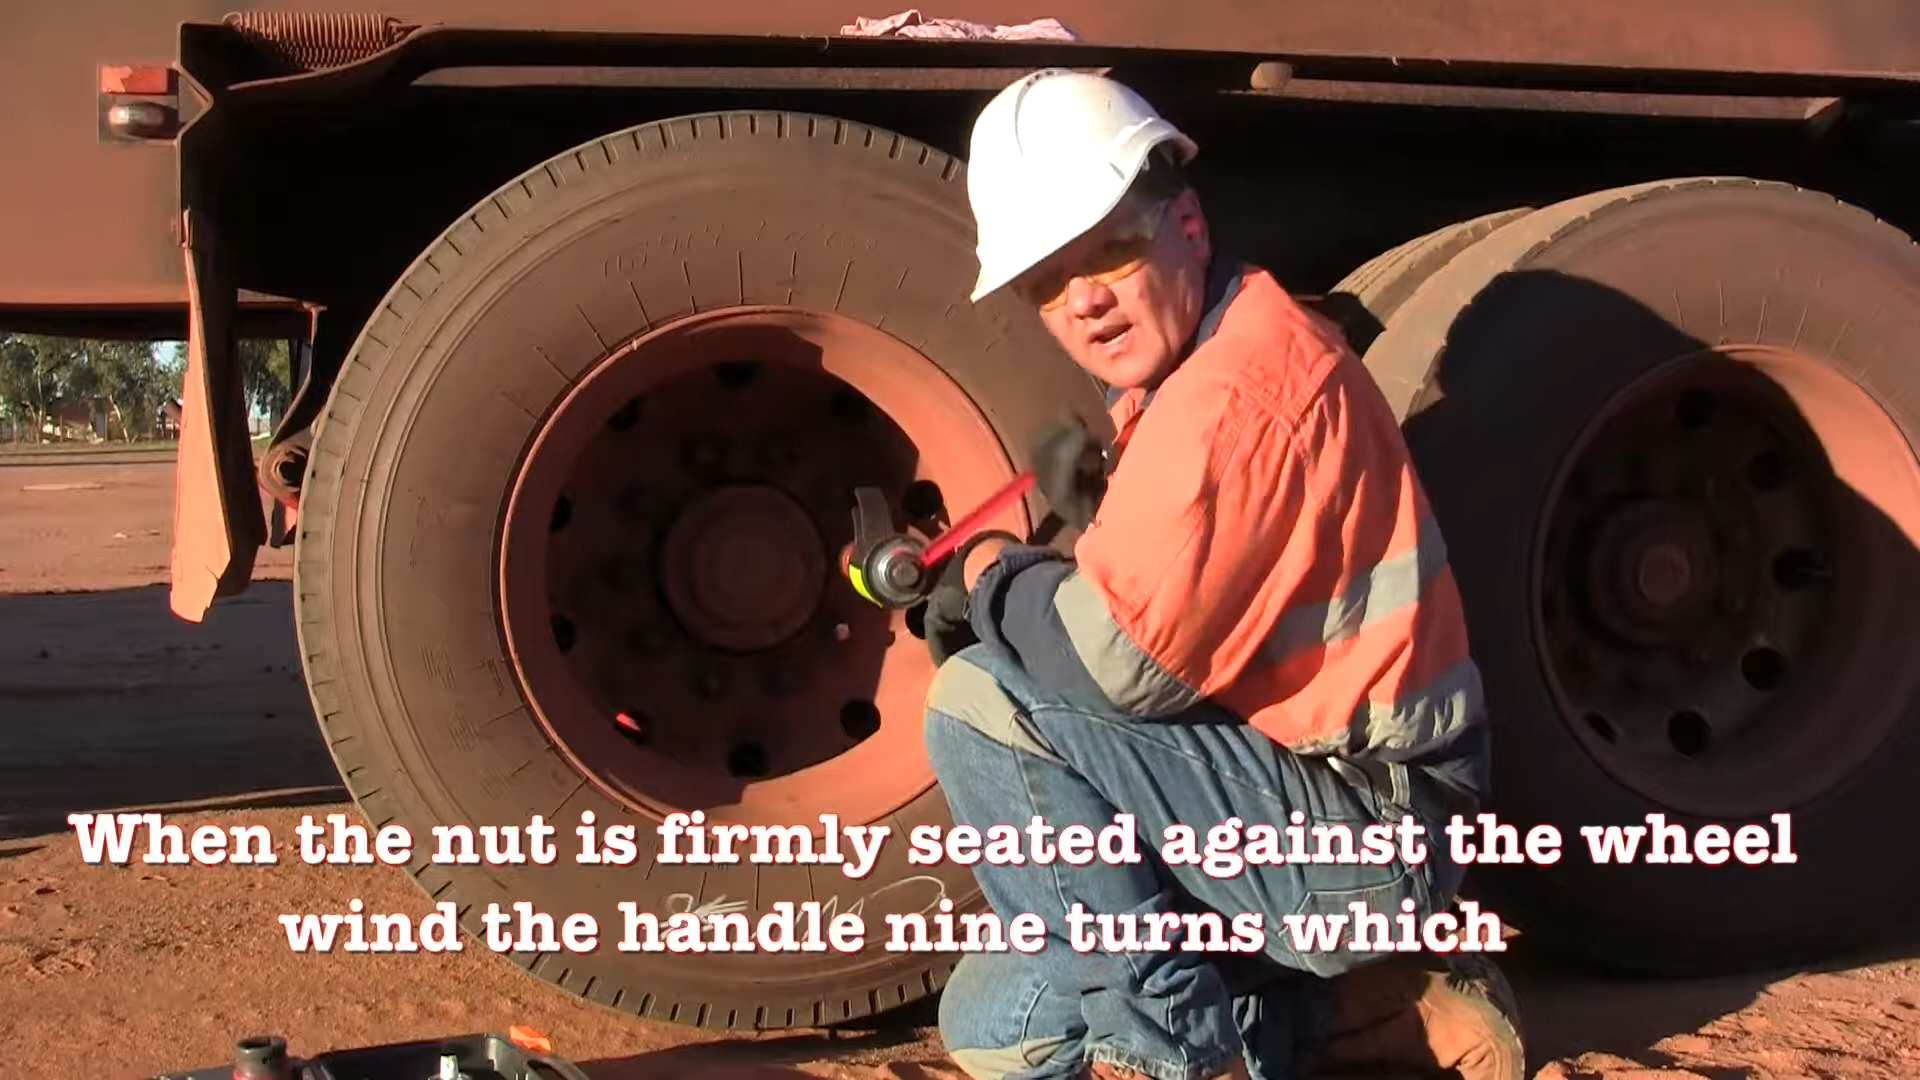 When the nut is firmly seated against the wheel
wind the handle nine turns which